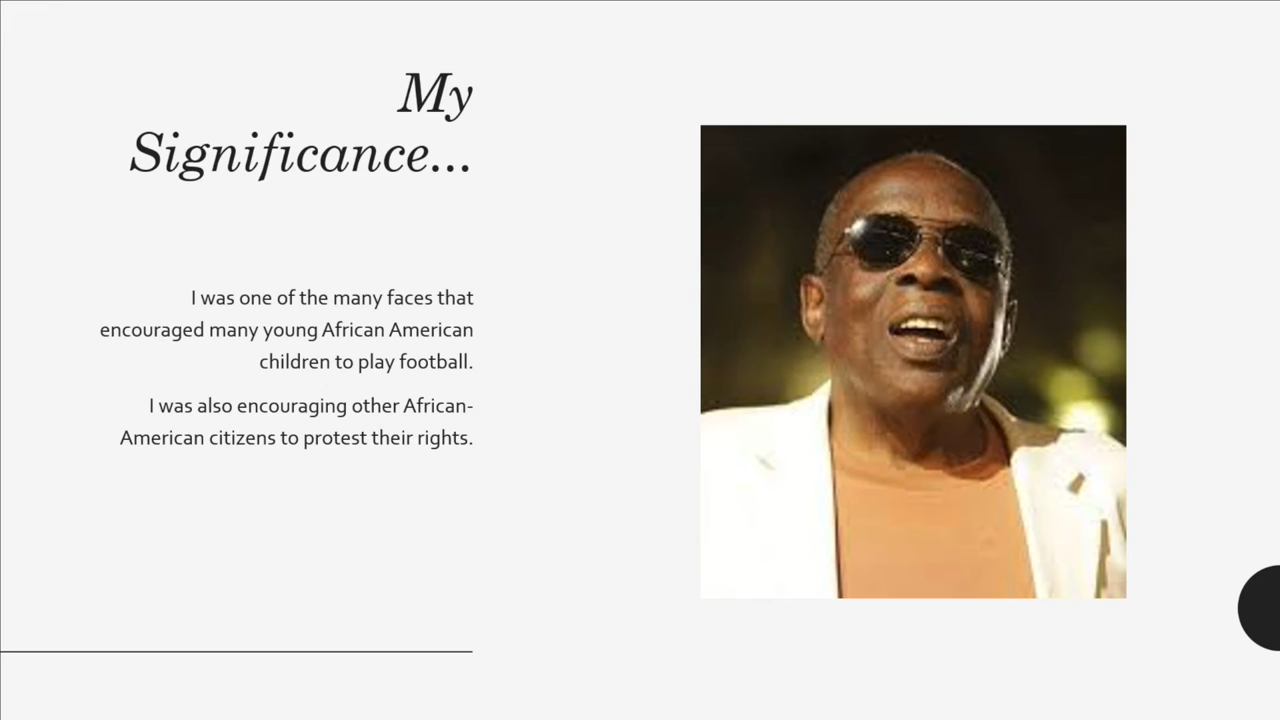 My
Significance...
I was one of the many faces that
encouraged many young African American
children to play football.
I was also encouraging other African-
American citizens to protest their rights.